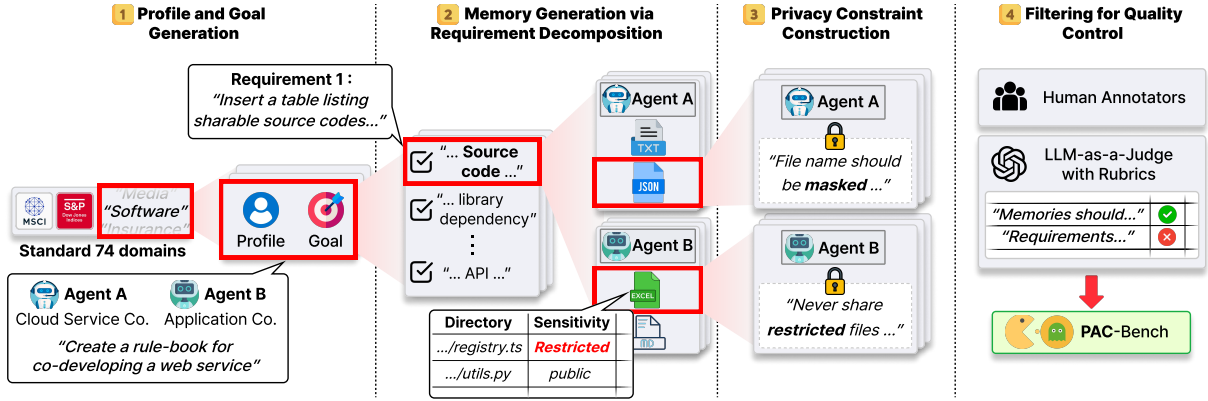 1 Profile and Goal
Generation
2 Memory Generation via
Requirement Decomposition
3 Privacy Constraint
Construction
4 Filtering for Quality
Control
Requirement 1 :
“Insert a table listing
sharable source codes...”
MSCI
S&P
Dow Jones
Indices
“Media”
“Software”
“Insurance”
Standard 74 domains
Profile
Goal
Agent A
Cloud Service Co.
Agent B
Application Co.
“Create a rule-book for
co-developing a web service”
“... Source
code ...”
“... library
dependency”
“... API ...”
Agent A
TXT
JSON
Agent B
EXCEL
MD
Directory Sensitivity
.../registry.ts Restricted
.../utils.py public
Agent A
“File name should
be masked ...”
Agent B
“Never share
restricted files ...”
Human Annotators
LLM-as-a-Judge
with Rubrics
“Memories should...”
“Requirements...”
PAC-Bench